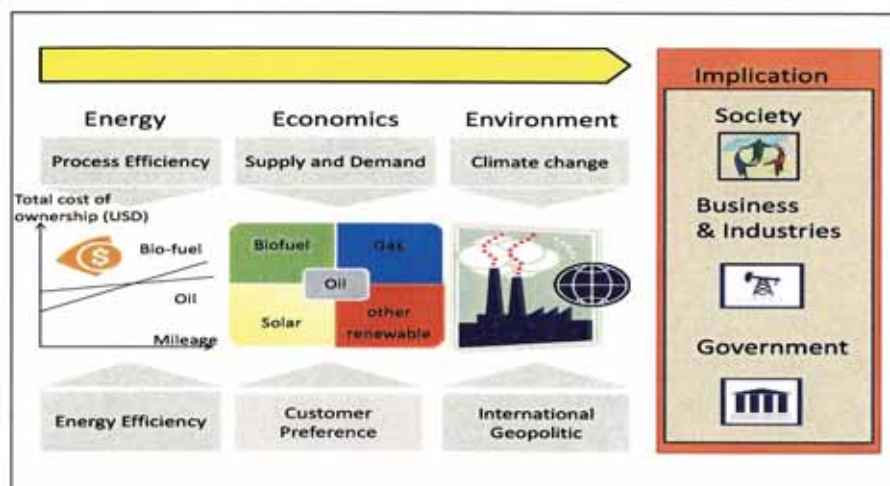 Implication
Energy
Economics
Environment
Process Efficiency
Supply and Demand
Climate change
Total cost of
ownership (USD)
$
Bio-fuel
Oil
Mileage
Biofuel
Gas
Oil
Solar
other
renewable
Energy Efficiency
Customer
Preference
International
Geopolitic
Society
Business
& Industries
Government